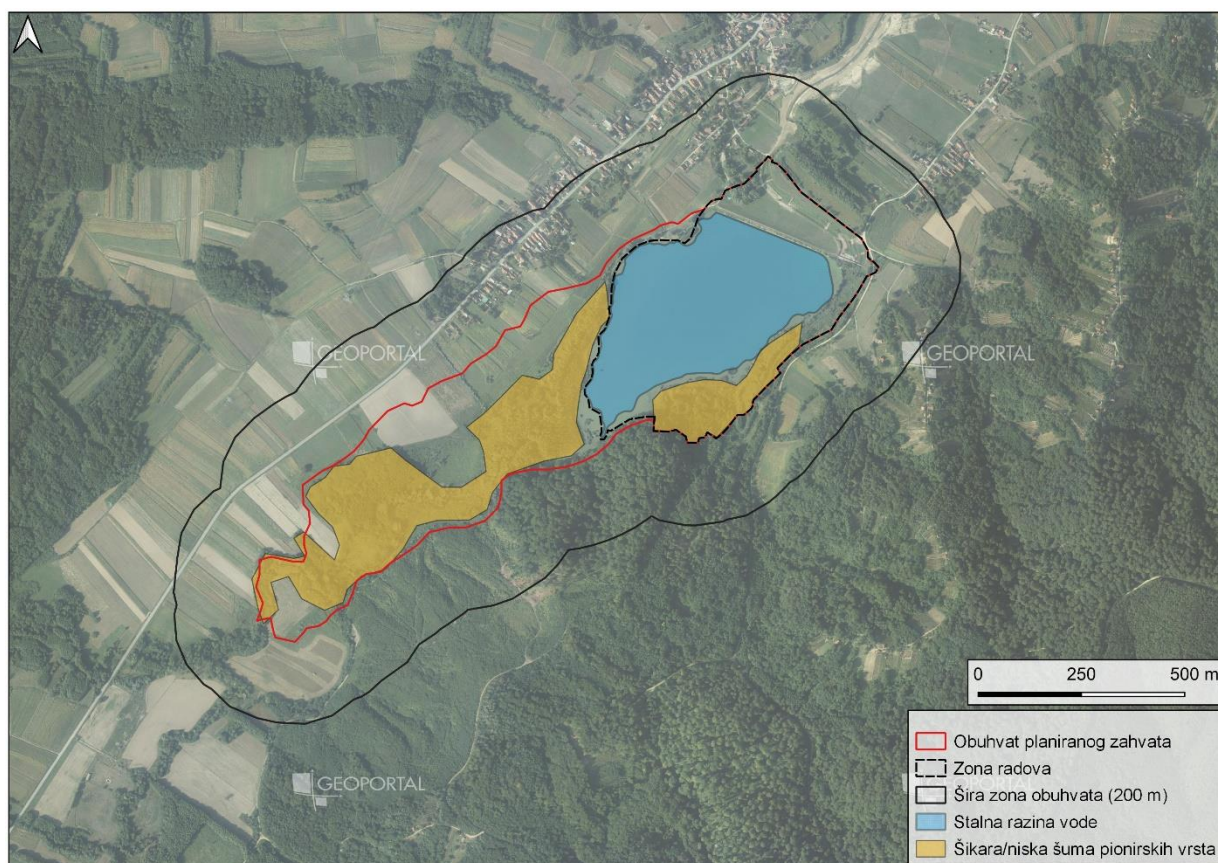 GEOPORTAL
GEOPORTAL
0 250 500 m
Obuhvat planiranog zahvata
Zona radova
Šira zona obuhvata (200 m)
Stalna razina vode
Šikara/niska šuma pionirskih vrsta
GEOPORTAL